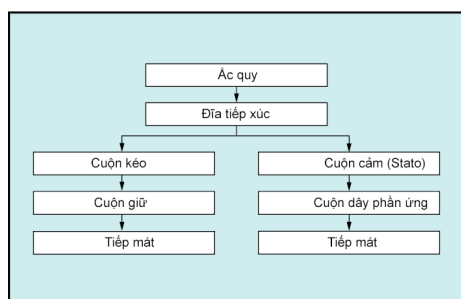 Ắc quy
Đĩa tiếp xúc
Cuộn kéo
Cuộn cảm (Stato)
Cuộn giữ
Cuộn dây phần ứng
Tiếp mát
Tiếp mát